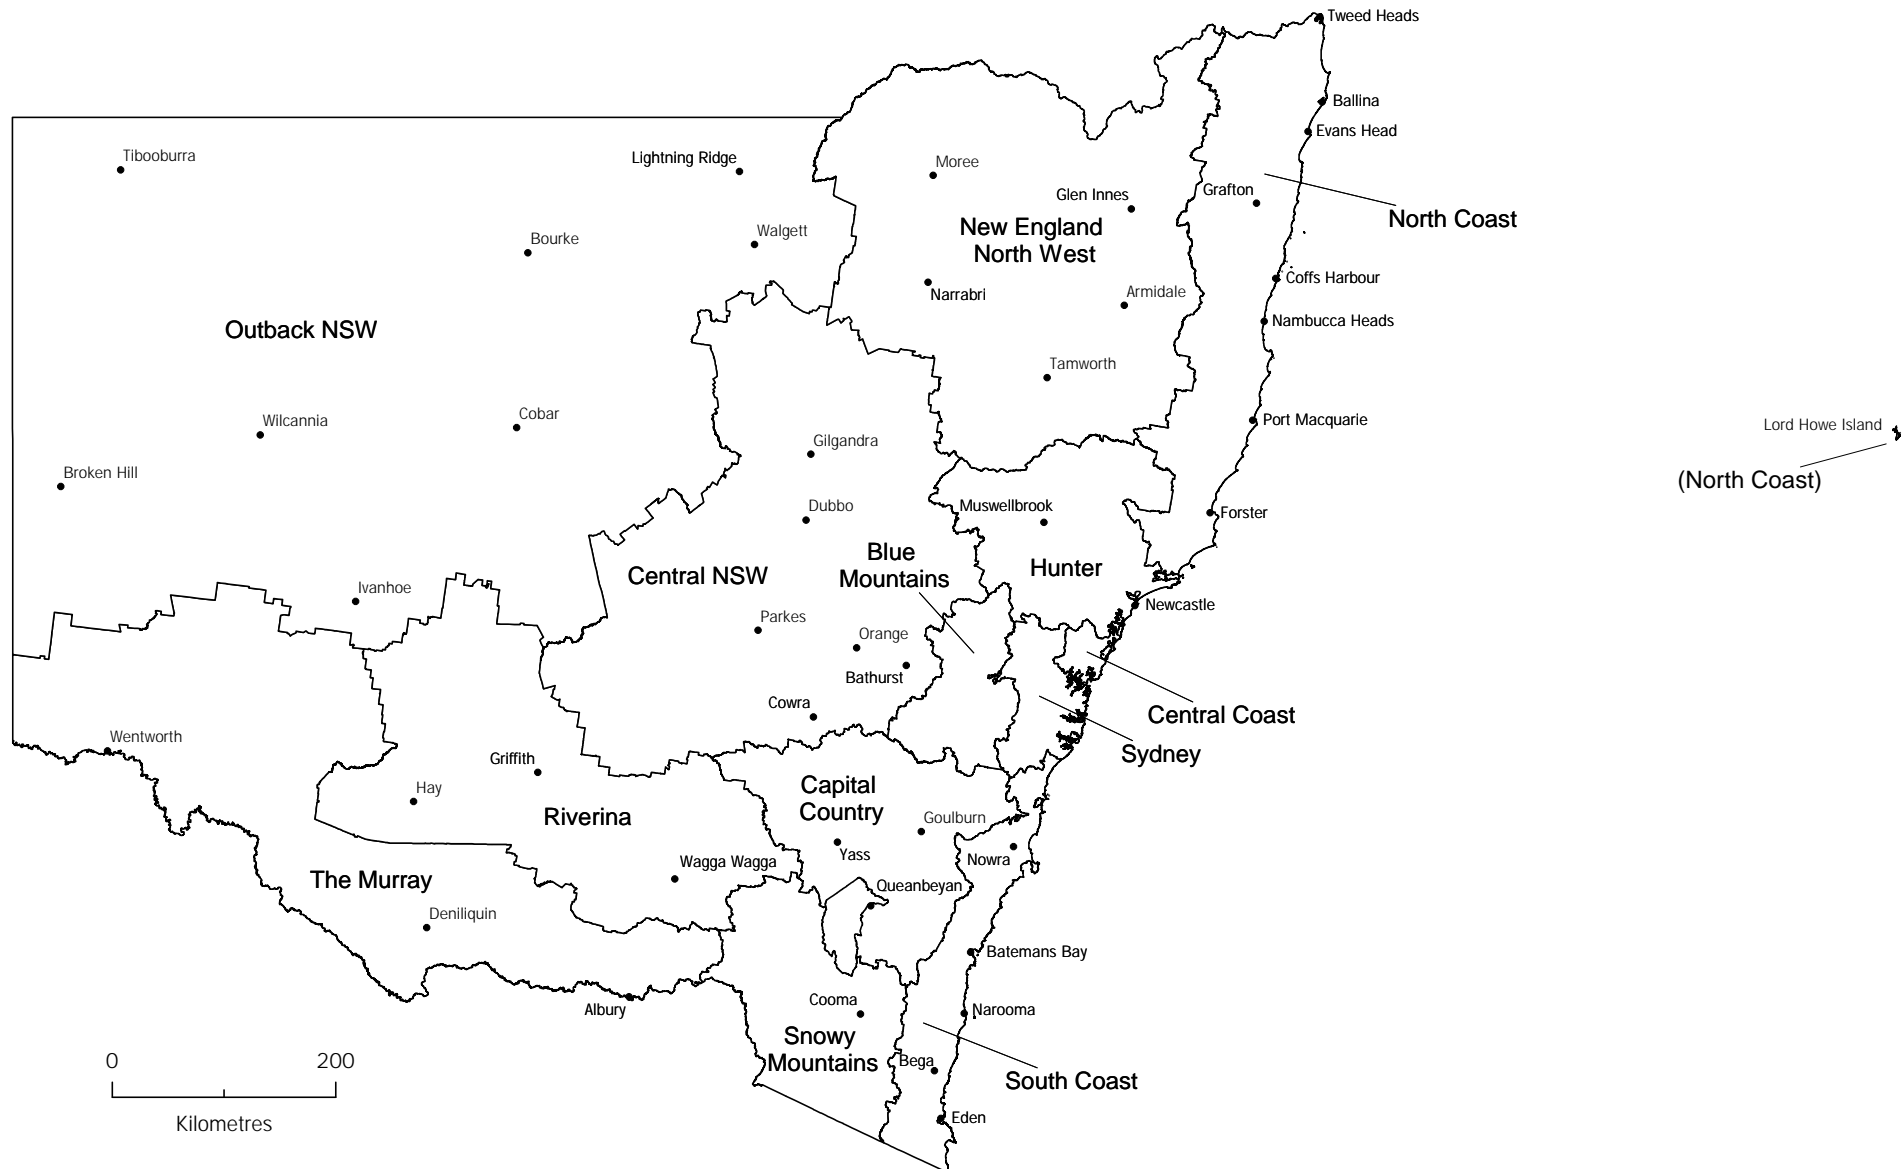 Tweed Heads
Ballina
Evans Head
Tibooburra
Lightning Ridge
Moree
Glen Innes
Grafton
North Coast
New England
North West
Walgett
Bourke
Coffs Harbour
Narrabri
Armidale
Nambucca Heads
Outback NSW
Tamworth
Cobar
Wilcannia
Port Macquarie
Lord Howe Island
Gilgandra
Broken Hill
(North Coast)
Muswellbrook
Dubbo
Forster
Blue
Mountains
Hunter
Central NSW
Ivanhoe
Newcastle
Parkes
Orange
Bathurst
Cowra
Central Coast
Wentworth
Sydney
Griffith
Hay
Capital
Country
Riverina
Goulburn
Yass
Nowra
Wagga Wagga
The Murray
Queanbeyan
Deniliquin
Batemans Bay
Cooma
Albury
Narooma
Snowy
Mountains
Bega
South Coast
Eden
0 200
Kilometres